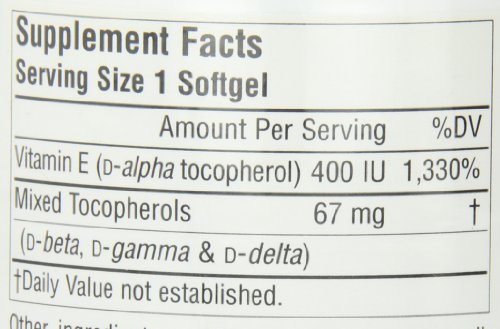 Supplement Facts
Serving Size 1 Softgel
Amount Per Serving %DV
Vitamin E (D-alpha tocopherol) 400 IU 1,330%
Mixed Tocopherols 67 mg †
(D-beta, D-gamma & D-delta)
†Daily Value not established.
Other